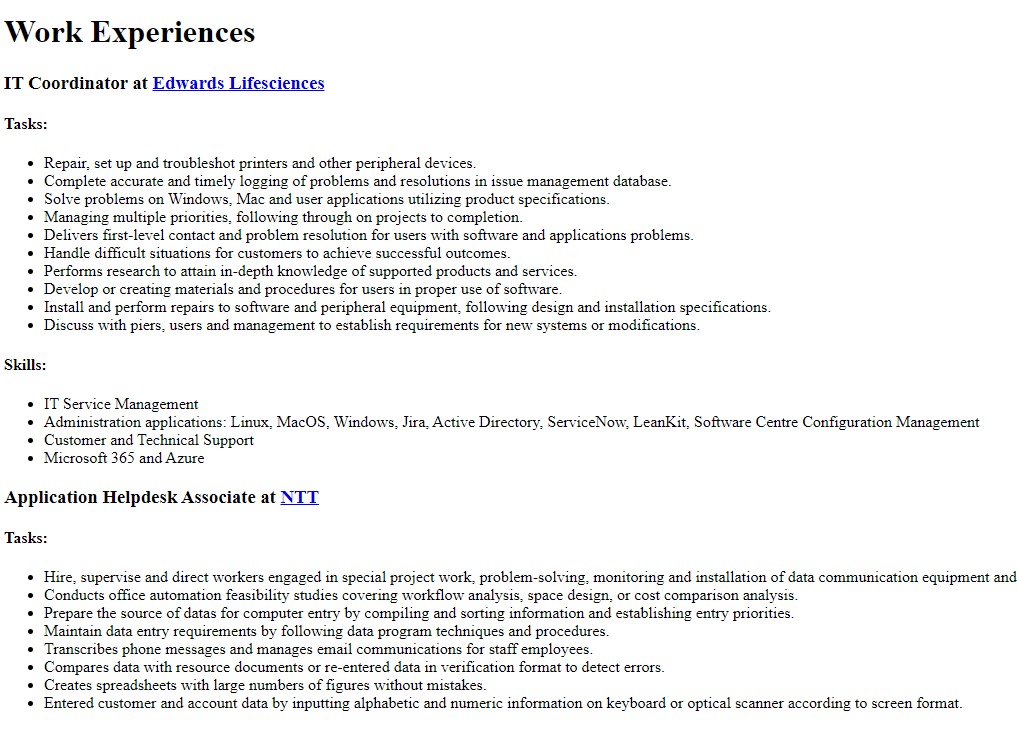 Work Experiences
IT Coordinator at Edwards Lifesciences
Tasks:
• Repair, set up and troubleshot printers and other peripheral devices.
• Complete accurate and timely logging of problems and resolutions in issue management database.
• Solve problems on Windows, Mac and user applications utilizing product specifications.
• Managing multiple priorities, following through on projects to completion.
• Delivers first-level contact and problem resolution for users with software and applications problems.
• Handle difficult situations for customers to achieve successful outcomes.
• Performs research to attain in-depth knowledge of supported products and services.
• Develop or creating materials and procedures for users in proper use of software.
• Install and perform repairs to software and peripheral equipment, following design and installation specifications.
• Discuss with piers, users and management to establish requirements for new systems or modifications.
Skills:
• IT Service Management
• Administration applications: Linux, MacOS, Windows, Jira, Active Directory, ServiceNow, LeanKit, Software Centre Configuration Management
• Customer and Technical Support
• Microsoft 365 and Azure
Application Helpdesk Associate at NTT
Tasks:
• Hire, supervise and direct workers engaged in special project work, problem-solving, monitoring and installation of data communication equipment and
• Conducts office automation feasibility studies covering workflow analysis, space design, or cost comparison analysis.
• Prepare the source of datas for computer entry by compiling and sorting information and establishing entry priorities.
• Maintain data entry requirements by following data program techniques and procedures.
• Transcribes phone messages and manages email communications for staff employees.
• Compares data with resource documents or re-entered data in verification format to detect errors.
• Creates spreadsheets with large numbers of figures without mistakes.
• Entered customer and account data by inputting alphabetic and numeric information on keyboard or optical scanner according to screen format.